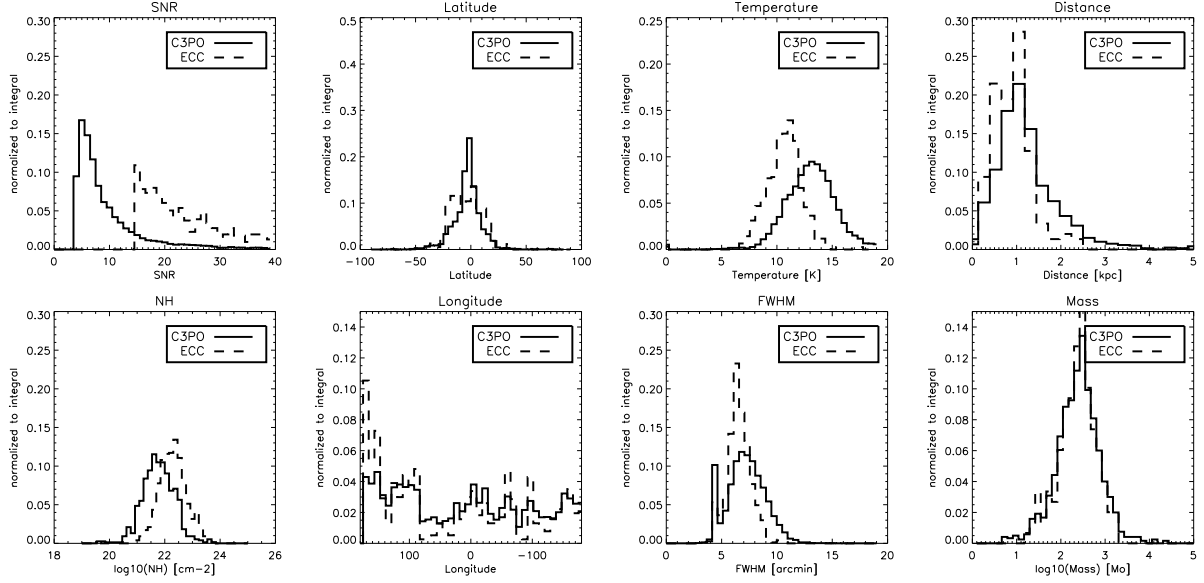 SNR
normalized to integral
0.30
0.25
0.20
0.15
0.10
0.05
0.00
C3PO
ECC
0 10 20 30 40
SNR
Latitude
normalized to integral
0.5
0.4
0.3
0.2
0.1
0.0
C3PO
ECC
-100 -50 0 50 100
Latitude
Temperature
normalized to integral
0.25
0.20
0.15
0.10
0.05
0.00
C3PO
ECC
0 5 10 15 20
Temperature [K]
Distance
normalized to integral
0.30
0.25
0.20
0.15
0.10
0.05
0.00
C3PO
ECC
0 1 2 3 4 5
Distance [kpc]
NH
normalized to integral
0.30
0.25
0.20
0.15
0.10
0.05
0.00
C3PO
ECC
18 20 22 24 26
log10(NH) [cm-2]
Longitude
normalized to integral
0.14
0.12
0.10
0.08
0.06
0.04
0.02
0.00
C3PO
ECC
100 0 -100
Longitude
FWHM
normalized to integral
0.30
0.25
0.20
0.15
0.10
0.05
0.00
C3PO
ECC
0 5 10 15 20
FWHM [arcmin]
Mass
normalized to integral
0.14
0.12
0.10
0.08
0.06
0.04
0.02
0.00
C3PO
ECC
0 1 2 3 4 5
log10(Mass) [Mo]